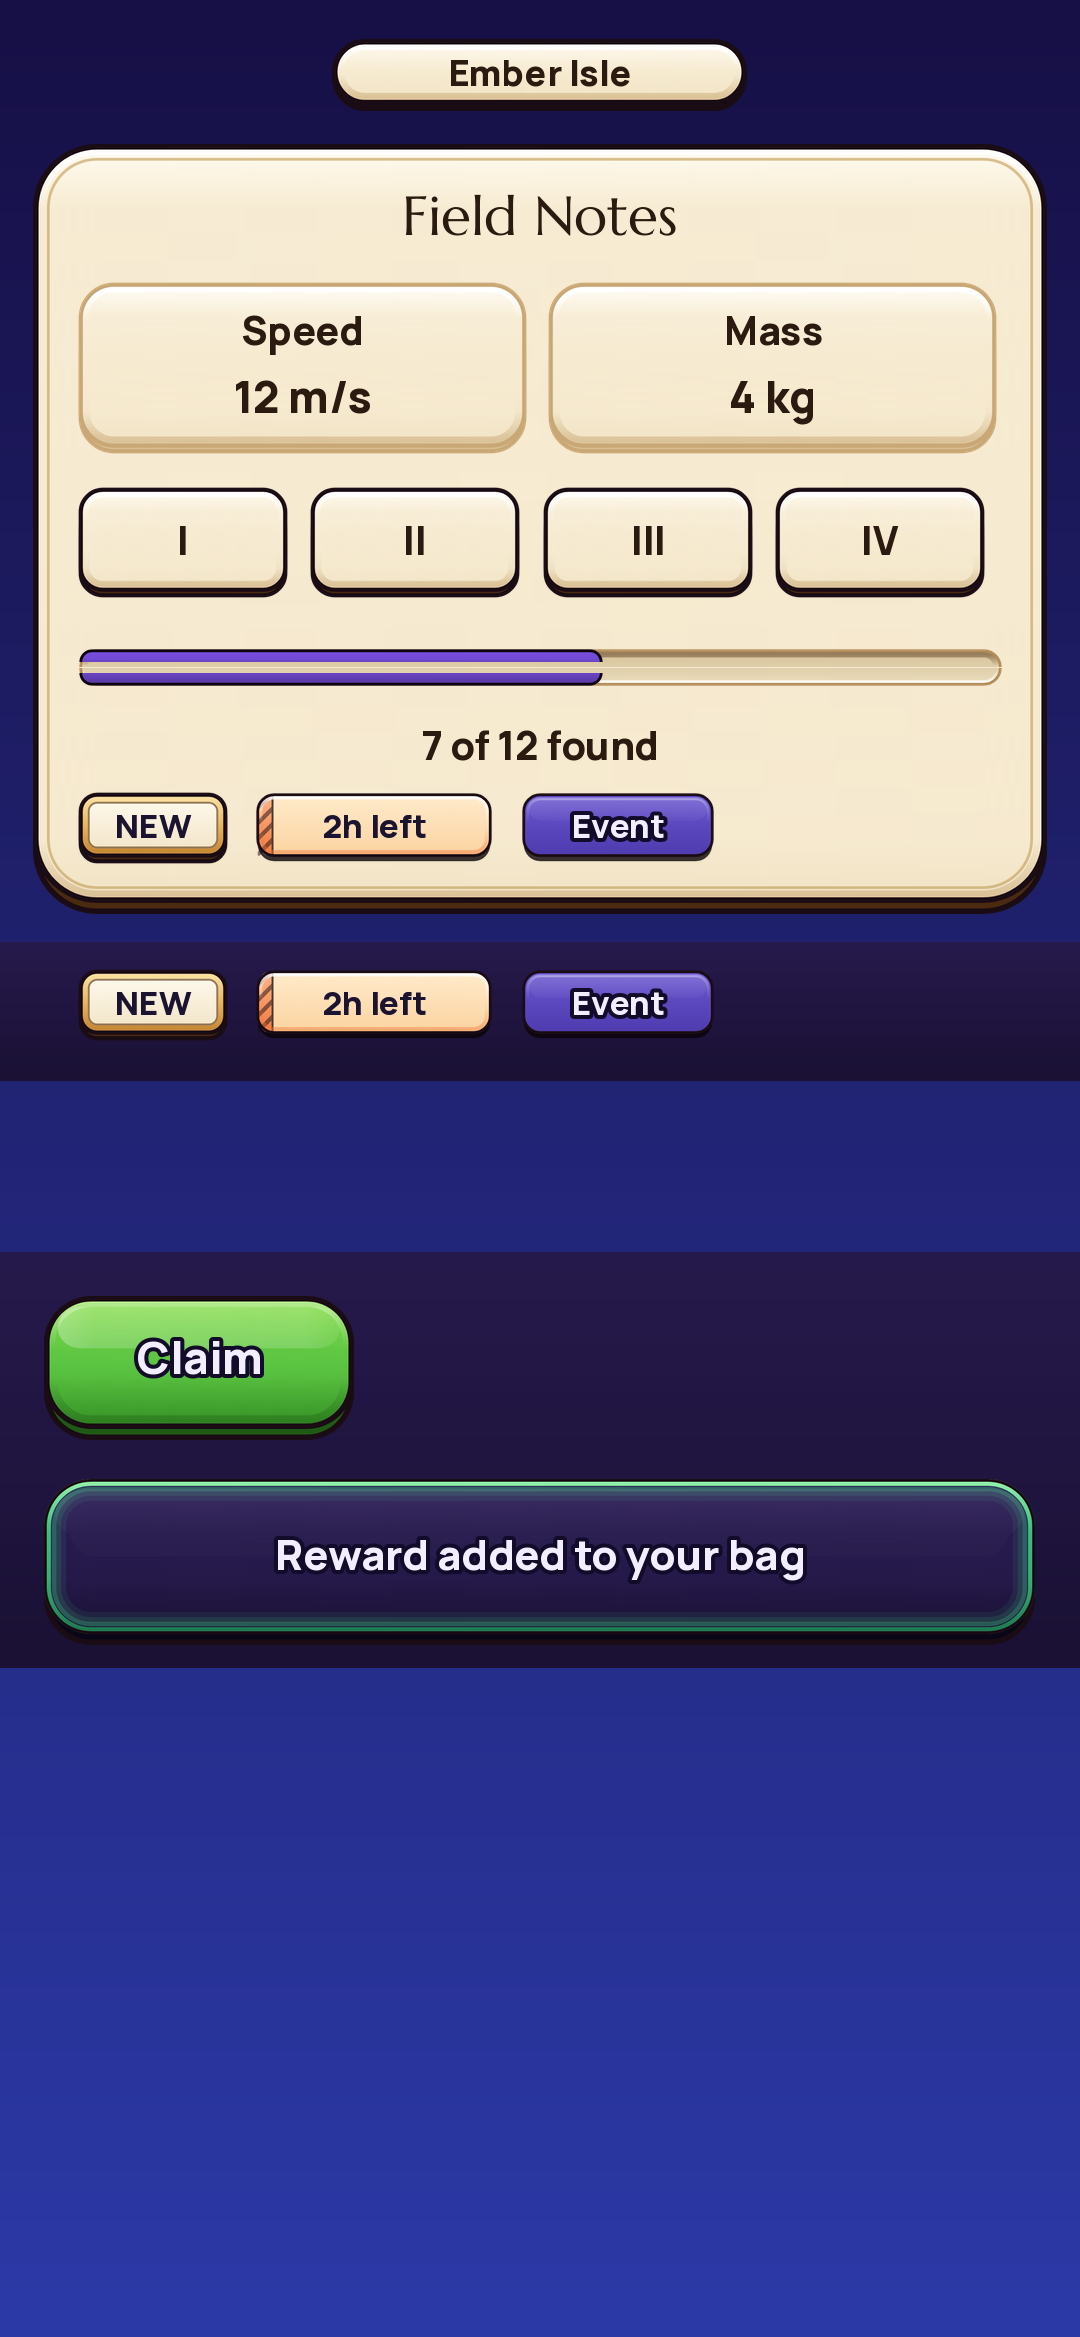 Ember Isle
Field Notes
Speed
12 m/s
Mass
4 kg
I
II
III
IV
7 of 12 found
NEW
2h left
Event
NEW
2h left
Event
Claim
Reward added to your bag